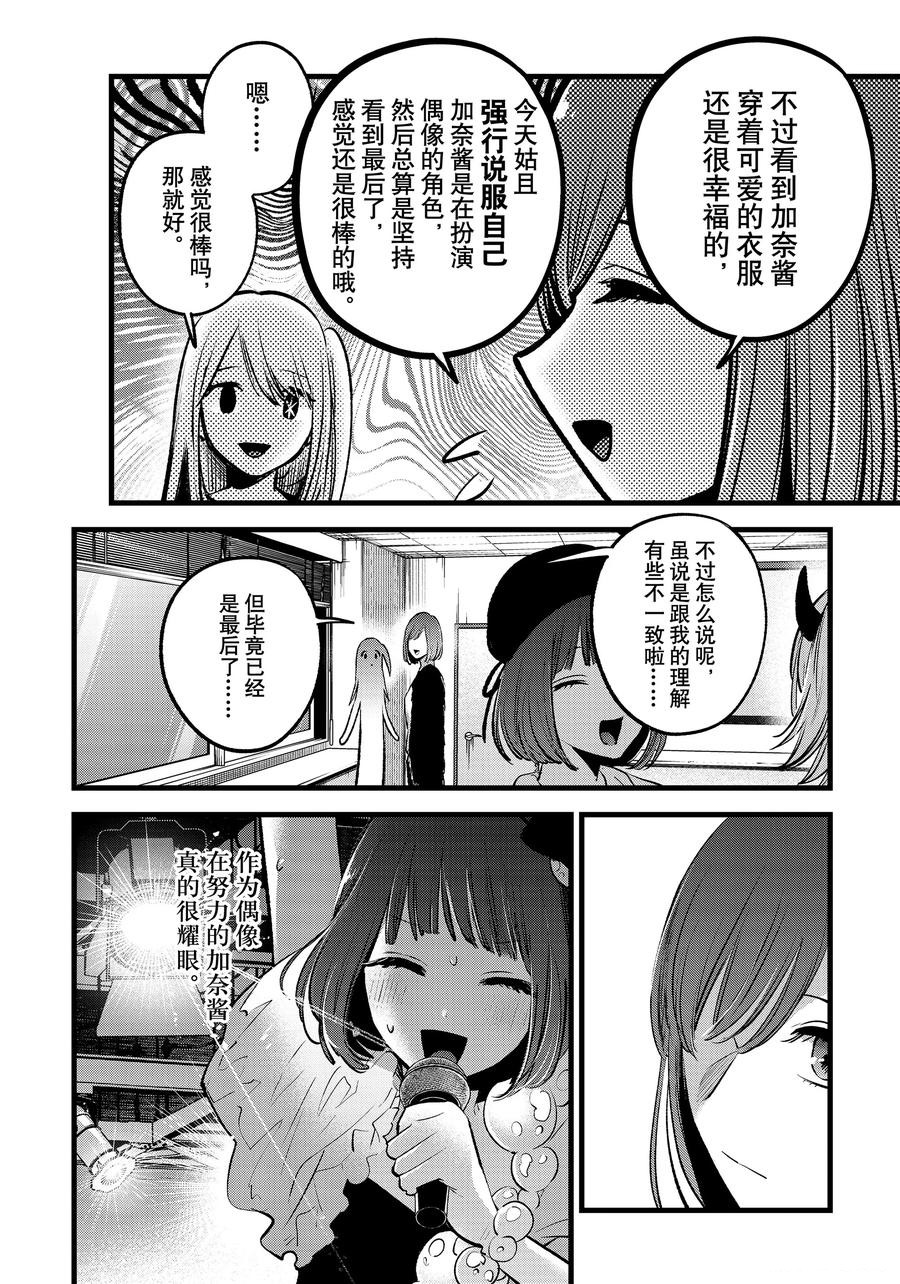 不过看到加奈酱
穿着可爱的衣服
还是很幸福的，
今天姑且
强行说服自己
加奈酱是在扮演
偶像的角色，
然后总算是坚持
看到最后了，
感觉还是很棒的哦。
嗯……
感觉很棒吗，
那就好。
不过怎么说呢，
虽说是跟我的理解
有些不一致啦……
但毕竟已经
是最后了……
作为偶像
在努力的加奈酱，
真的很耀眼。